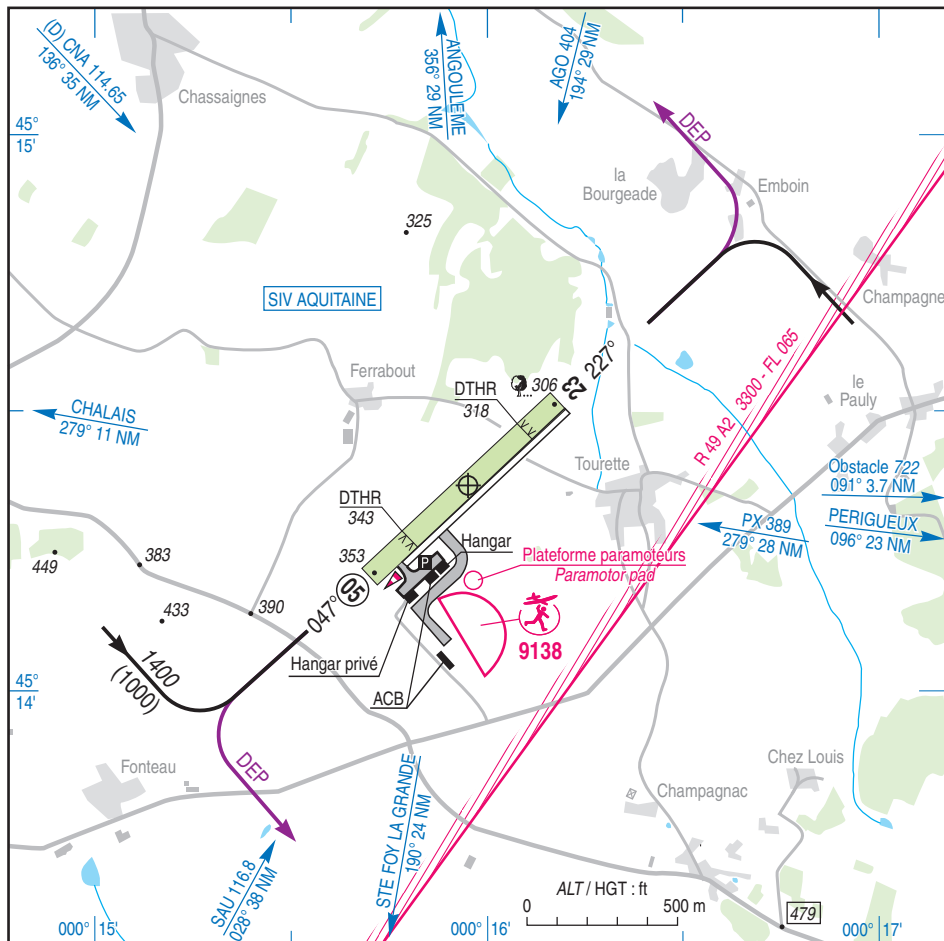 (D) CNA 114.65
136° 35 NM
Chassaignes
ANGOULEME
356° 29 NM
AGO 404
194° 29 NM
DEP
45°
15'
la
Bourgeade
Emboin
325
SIV AQUITAINE
Champagne
Ferrabout
DTHR
318
306
23
227°
R 49 A2 3300 - FL 065
le
Pauly
CHALAIS
279° 11 NM
Tourette
Obstacle 722
091° 3.7 NM
DTHR
343
PX 389
279° 28 NM
PERIGUEUX
096° 23 NM
Hangar
P
Plateforme paramoteurs
Paramotor pad
449
383
353
05
047°
433
390
9138
Hangar privé
1400
(1000)
ACB
45°
14'
DEP
Fonteau
Chez Louis
Champagnac
STE FOY LA GRANDE
190° 24 NM
SAU 116.8
028° 38 NM
ALT / HGT : ft
0
500 m
479
000° 15'
000° 16'
000° 17'